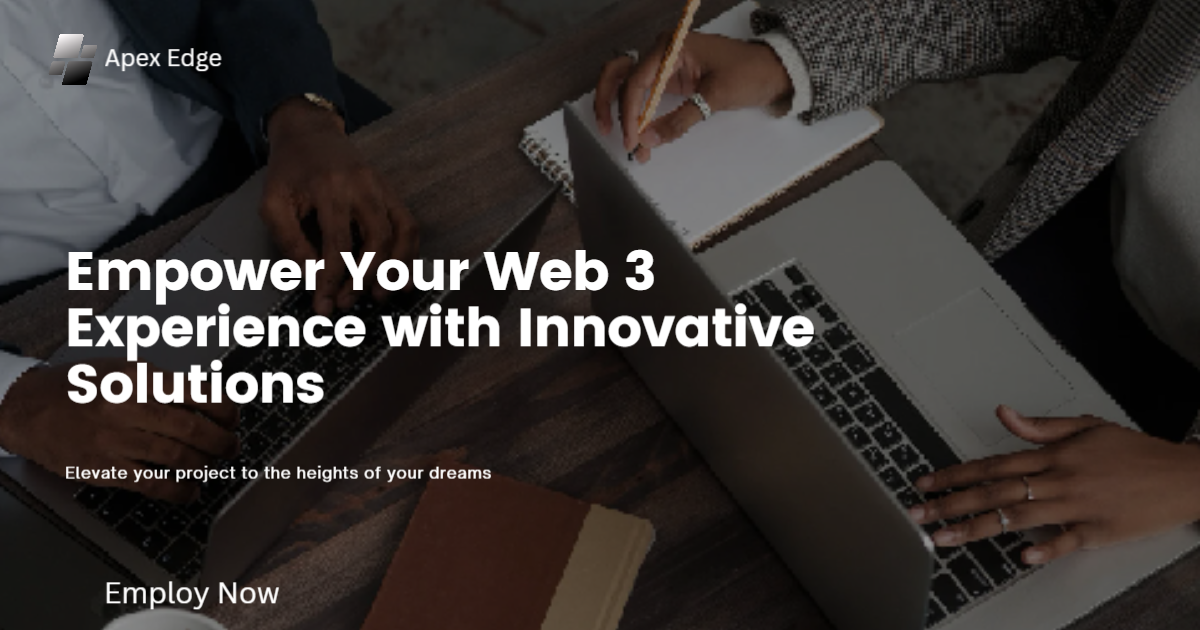 Apex Edge
Empower Your Web 3
Experience with Innovative
Solutions
Elevate your project to the heights of your dreams
Employ Now